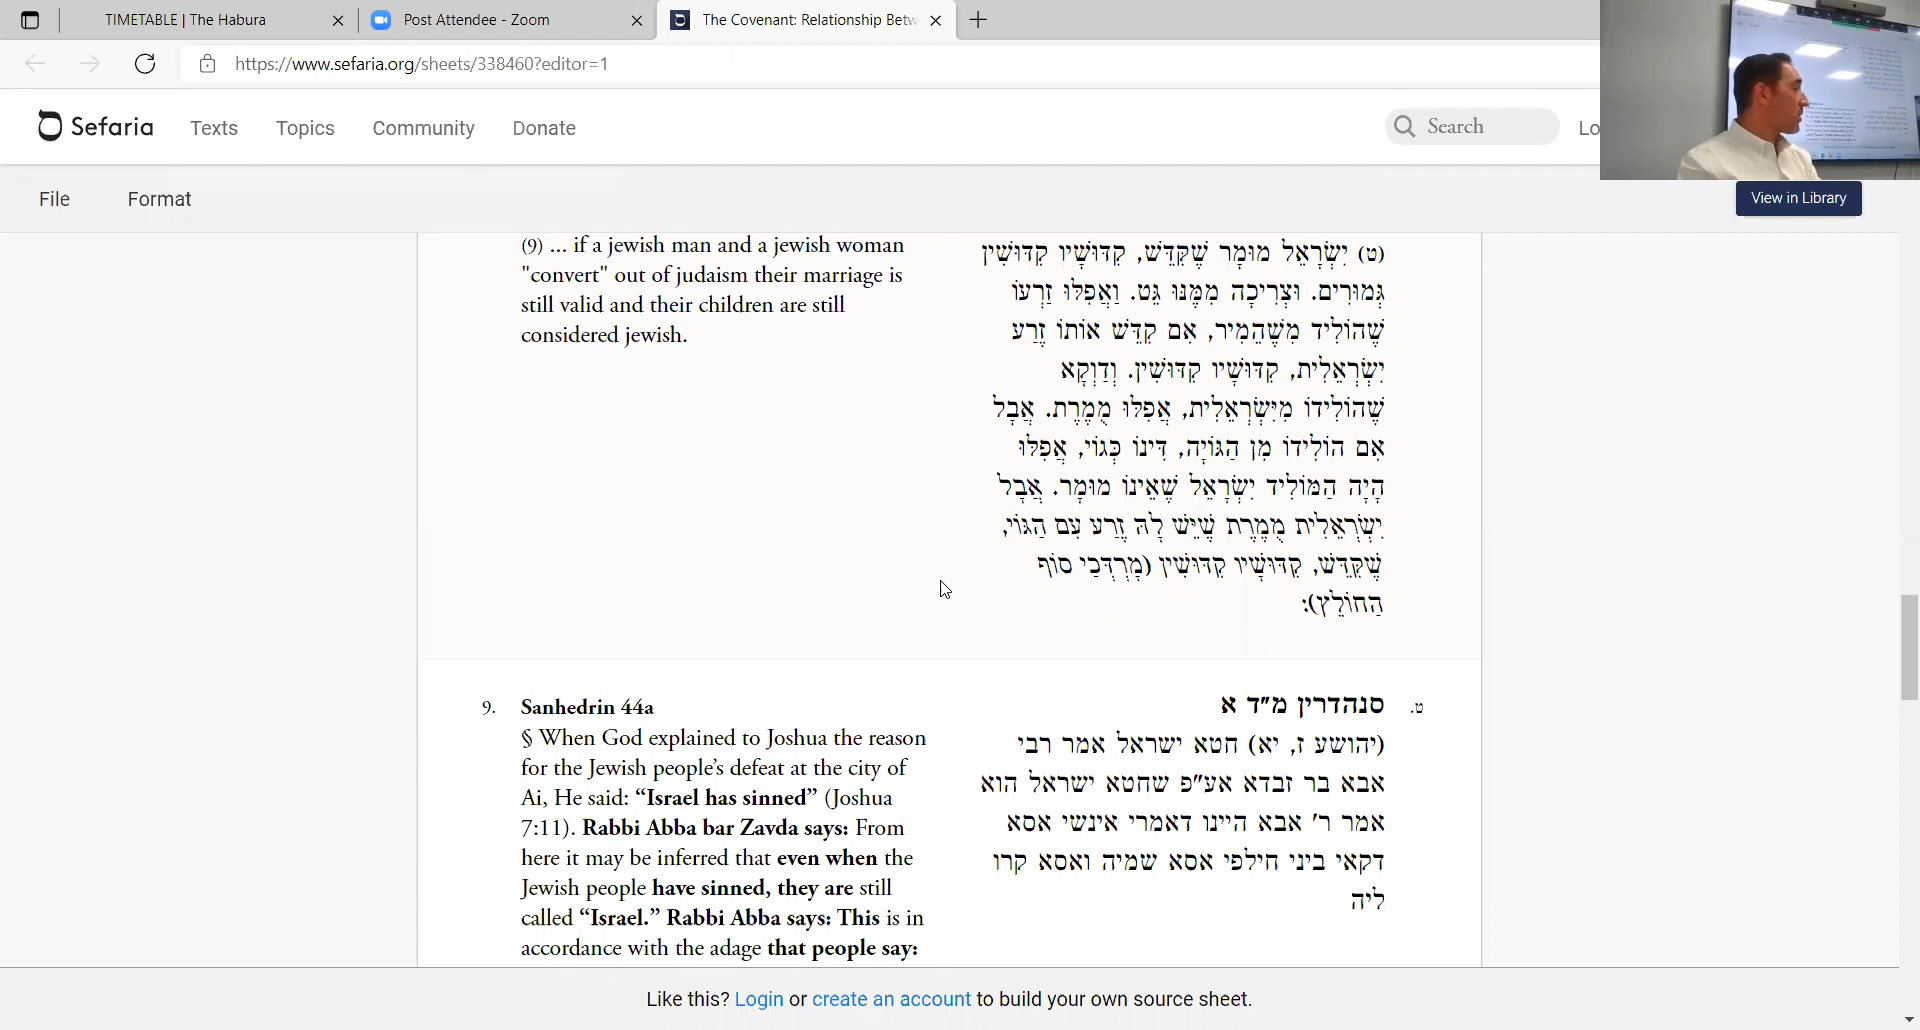 TIMETABLE | The Habura
Post Attendee - Zoom
The Covenant: Relationship Betw
https://www.sefaria.org/sheets/338460?editor=1
Sefaria
Texts
Topics
Community
Donate
Search
Lo
File
Format
View in Library
(9) ... if a jewish man and a jewish woman
"convert" out of judaism their marriage is
still valid and their children are still
considered jewish.
(ט) יִשְׂרָאֵל מוּמָר שֶׁקִּדֵּשׁ, קִדּוּשָׁיו קִדּוּשִׁין
גְּמוּרִים. וּצְרִיכָה מִמֶּנּוּ גֵּט. וַאֲפִלּוּ זַרְעוֹ
שֶׁהוֹלִיד מִשֶּׁהֵמִיר, אִם קִדֵּשׁ אוֹתוֹ זֶרַע
יִשְׂרְאֵלִית, קִדּוּשָׁיו קִדּוּשִׁין. וְדַוְקָא
שֶׁהוֹלִידוֹ מִיִּשְׂרְאֵלִית, אֲפִלּוּ מֻמֶרֶת. אֲבָל
אִם הוֹלִידוֹ מִן הַגּוֹיָה, דִּינוֹ כְּגוֹי, אֲפִלּוּ
הָיָה הַמּוֹלִיד יִשְׂרָאֵל שֶׁאֵינוֹ מוּמָר. אֲבָל
יִשְׂרְאֵלִית מֻמֶרֶת שֶׁיֵּשׁ לָהּ זֶרַע עִם הַגּוֹי,
שֶׁקִּדֵּשׁ, קִדּוּשָׁיו קִדּוּשִׁין (מָרְדְּכַי סוֹף
הַחוֹלֵץ):
9. Sanhedrin 44a
§ When God explained to Joshua the reason
for the Jewish people’s defeat at the city of
Ai, He said: “Israel has sinned” (Joshua
7:11). Rabbi Abba bar Zavda says: From
here it may be inferred that even when the
Jewish people have sinned, they are still
called “Israel.” Rabbi Abba says: This is in
accordance with the adage that people say:
ט. סנהדרין מ״ד א
(יהושע ז, יא) חטא ישראל אמר רבי
אבא בר זבדא אע״פ שחטא ישראל הוא
אמר ר' אבא היינו דאמרי אינשי אסא
דקאי ביני חילפי אסא שמיה ואסא קרו
ליה
Like this? Login or create an account to build your own source sheet.